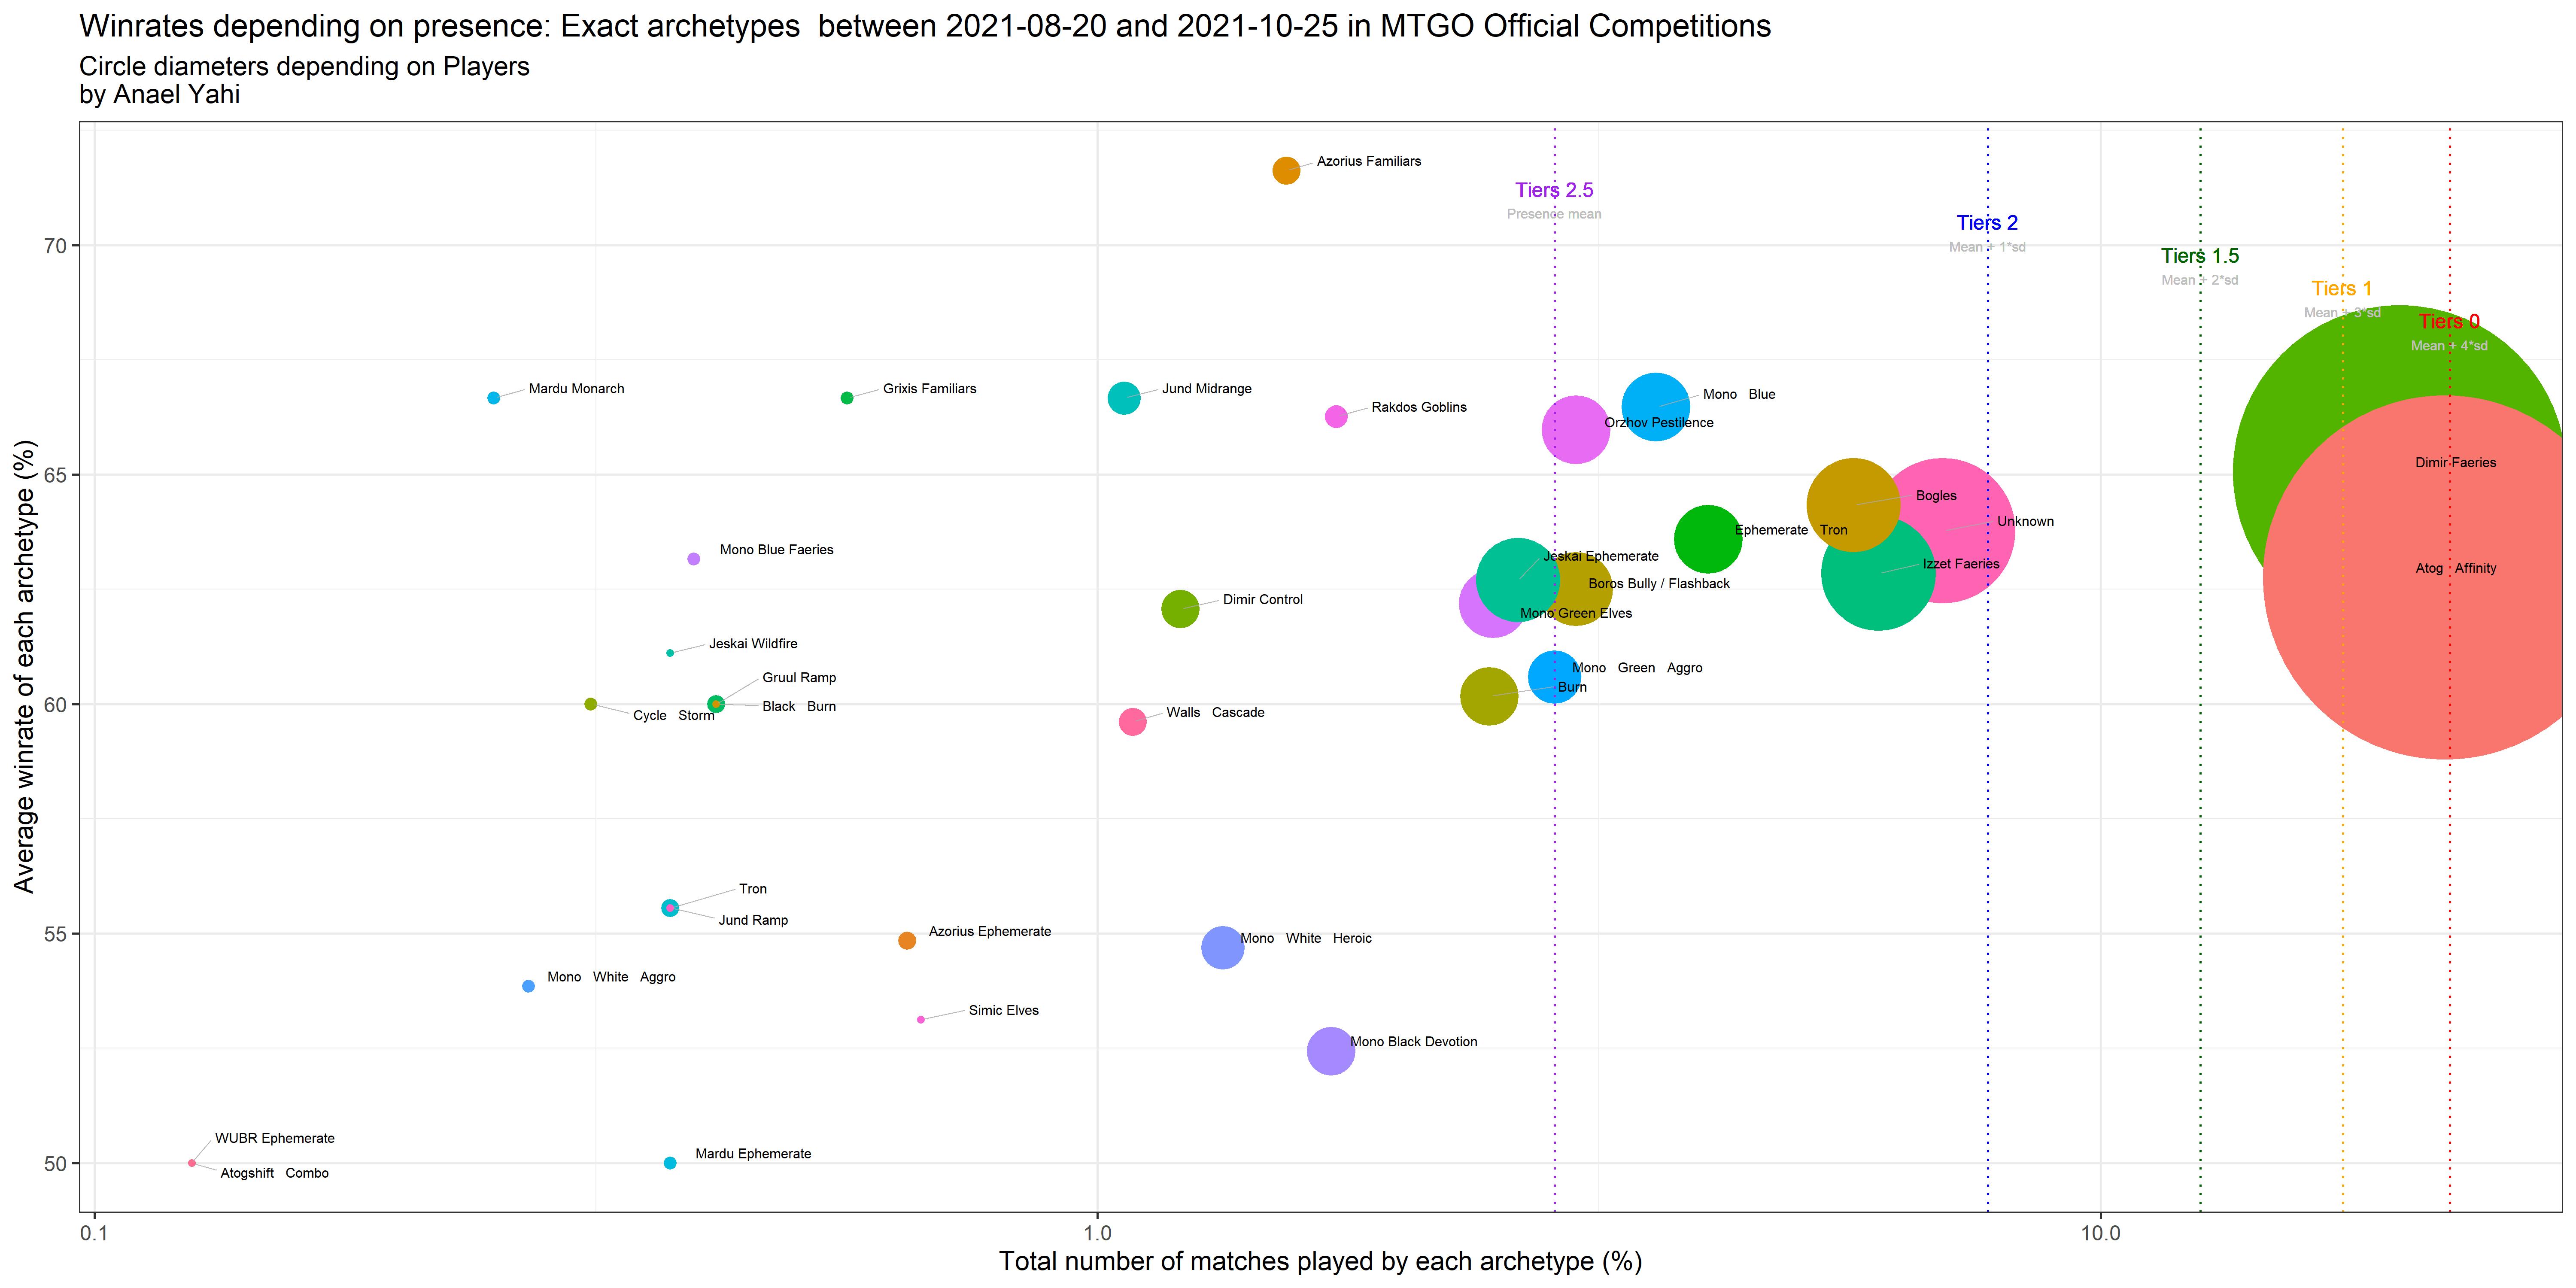 Winrates depending on presence: Exact archetypes  between 2021-08-20 and 2021-10-25 in MTGO Official Competitions
Circle diameters depending on Players
by Anael Yahi
Azorius Familiars
Tiers 2.5
Presence mean
Tiers 2
Mean + 1*sd
70
Tiers 1.5
Mean + 2*sd
Tiers 1
Mean + 3*sd
Tiers 0
Mean + 4*sd
Mardu Monarch
Grixis Familiars
Jund Midrange
Rakdos Goblins
Mono   Blue
Orzhov Pestilence
Dimir Faeries
65
Bogles
Unknown
Ephemerate   Tron
Mono Blue Faeries
Jeskai Ephemerate
Izzet Faeries
Atog   Affinity
Boros Bully / Flashback
Dimir Control
Mono Green Elves
Jeskai Wildfire
Mono   Green   Aggro
Gruul Ramp
Burn
60
Black   Burn
Cycle   Storm
Walls   Cascade
Average winrate of each archetype (%)
Tron
Jund Ramp
55
Azorius Ephemerate
Mono   White   Heroic
Mono   White   Aggro
Simic Elves
Mono Black Devotion
WUBR Ephemerate
50
Mardu Ephemerate
Atogshift   Combo
0.1
1.0
10.0
Total number of matches played by each archetype (%)